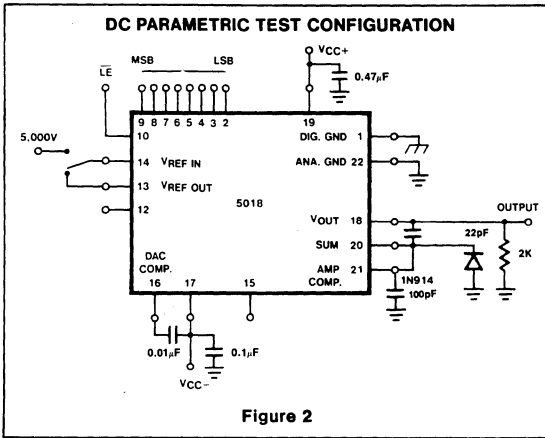 DC PARAMETRIC TEST CONFIGURATION
VCC+
LE MSB LSB
0.47µF
9 8 7 6 5 4 3 2 19
10 DIG. GND 1
5,000V
14 VREF IN ANA. GND 22
13 VREF OUT
5018 OUTPUT
12 VOUT 18
22pF
SUM 20 2K
DAC COMP. AMP COMP. 21 1N914
16 17 15 100pF
0.01µF 0.1µF
VCC−
Figure 2